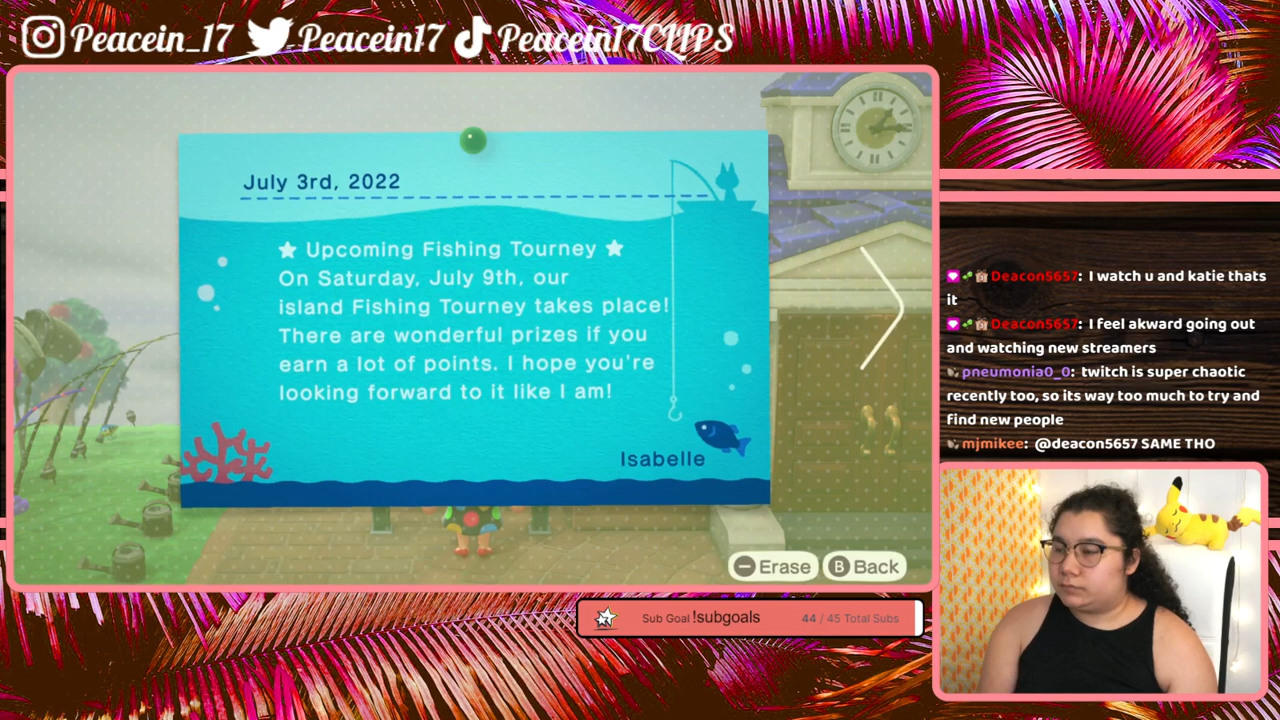 Peacein_17 Peacein17 Peacein17CLIPS
July 3rd, 2022
★ Upcoming Fishing Tourney ★
On Saturday, July 9th, our
island Fishing Tourney takes place!
There are wonderful prizes if you
earn a lot of points. I hope you're
looking forward to it like I am!
Isabelle
Erase B Back
Deacon5657: I watch u and katie thats
it
Deacon5657: I feel akward going out
and watching new streamers
pneumonia0_0: twitch is super chaotic
recently too, so its way too much to try and
find new people
mjmikee: @deacon5657 SAME THO
Sub Goal !subgoals 44 / 45 Total Subs